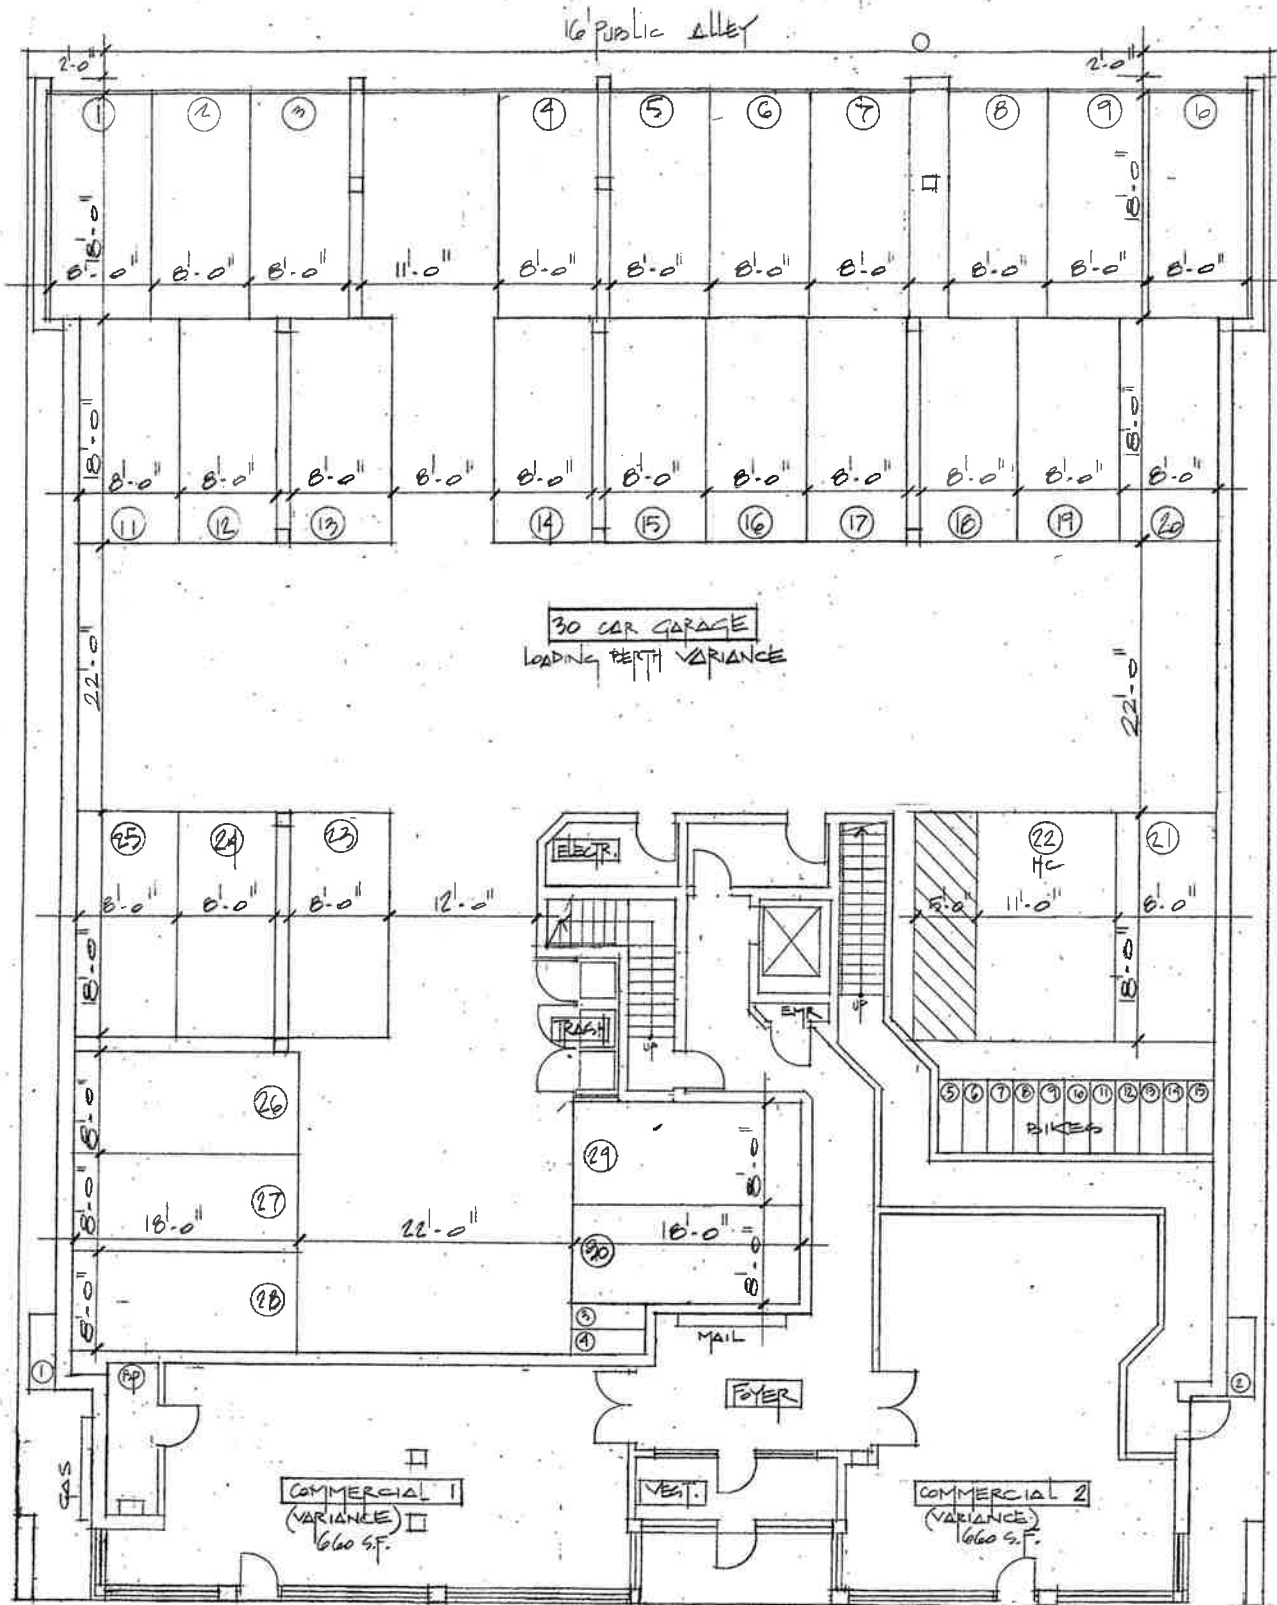 16' PUBLIC ALLEY
2'-0" 2'-0"
1 2 3 4 5 6 7 8 9 10
18'-0" 18'-0"
8'-0" 8'-0" 8'-0" 11'-0" 8'-0" 8'-0" 8'-0" 8'-0" 8'-0" 8'-0" 8'-0"
18'-0" 18'-0"
8'-0" 8'-0" 8'-0" 8'-0" 8'-0" 8'-0" 8'-0" 8'-0" 8'-0" 8'-0" 8'-0"
11 12 13 14 15 16 17 18 19 20
30 CAR GARAGE
LOADING BERTH VARIANCE
22'-0" 22'-0"
25 24 23 22 21
HC
ELECTR.
8'-0" 8'-0" 8'-0" 12'-0" 5'-0" 11'-0" 8'-0"
18'-0" 18'-0"
EMR UP
TRASH
UP
26
8'-0"
5 6 7 8 9 10 11 12 13 14 15
BIKES
29
8'-0"
27
8'-0"
18'-0" 22'-0" 18'-0"
30
8'-0"
28
8'-0"
3
4
MAIL
1 FP 2
FOYER
GAS
COMMERCIAL 1
(VARIANCE)
660 S.F.
VEST.
COMMERCIAL 2
(VARIANCE)
660 S.F.